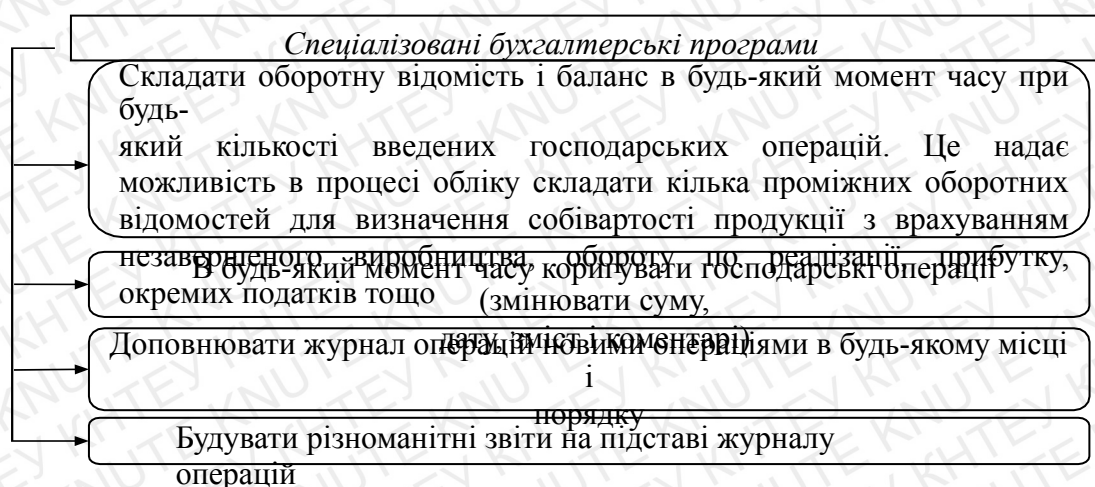 Спеціалізовані бухгалтерські програми
Складати оборотну відомість і баланс в будь-який момент часу при
будь-
який кількості введених господарських операцій. Це надає
можливість в процесі обліку складати кілька проміжних оборотних
відомостей для визначення собівартості продукції з врахуванням
незавершеного виробництва, обороту по реалізації, прибутку,
окремих податків тощо
В будь-який момент часу коригувати господарські операції
(змінювати суму,
дату, зміст і коментарі)
Доповнювати журнал операцій новими операціями в будь-якому місці
і
порядку
Будувати різноманітні звіти на підставі журналу
операцій